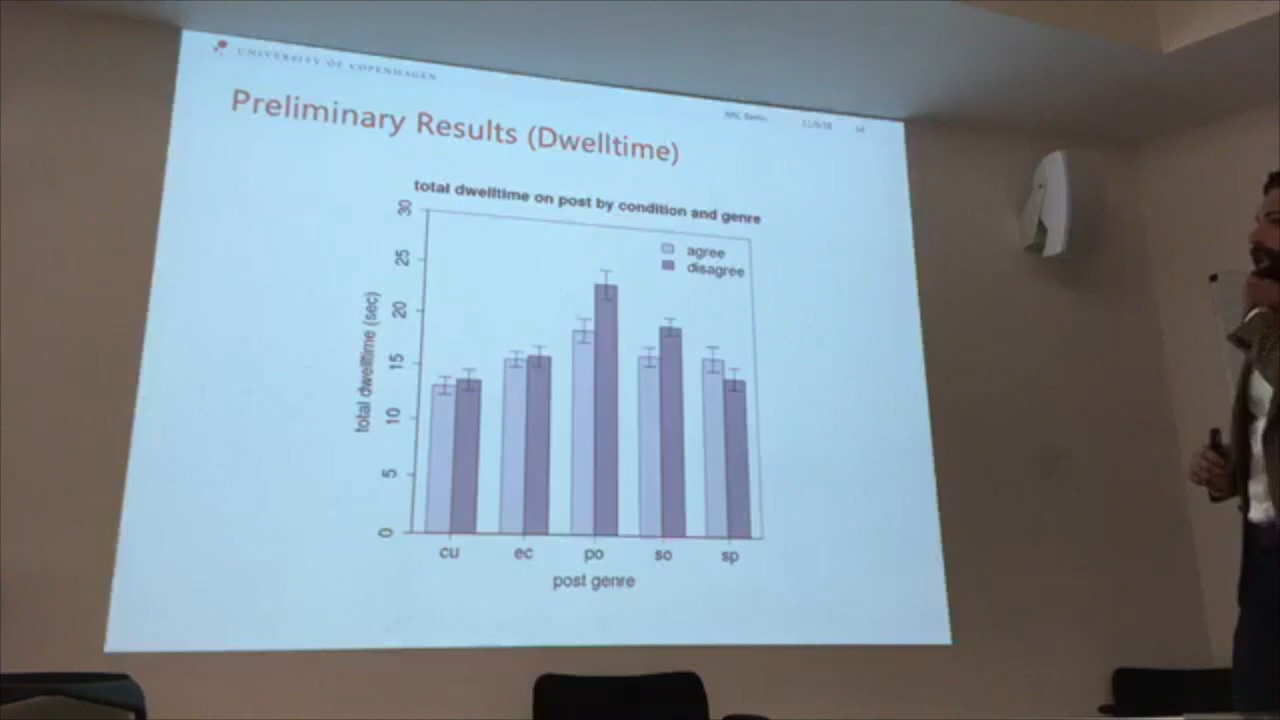 UNIVERSITY OF COPENHAGEN
Preliminary Results (Dwelltime)
total dwelltime on post by condition and genre
agree
disagree
total dwelltime (sec)
30
25
20
15
10
5
0
cu ec po so sp
post genre